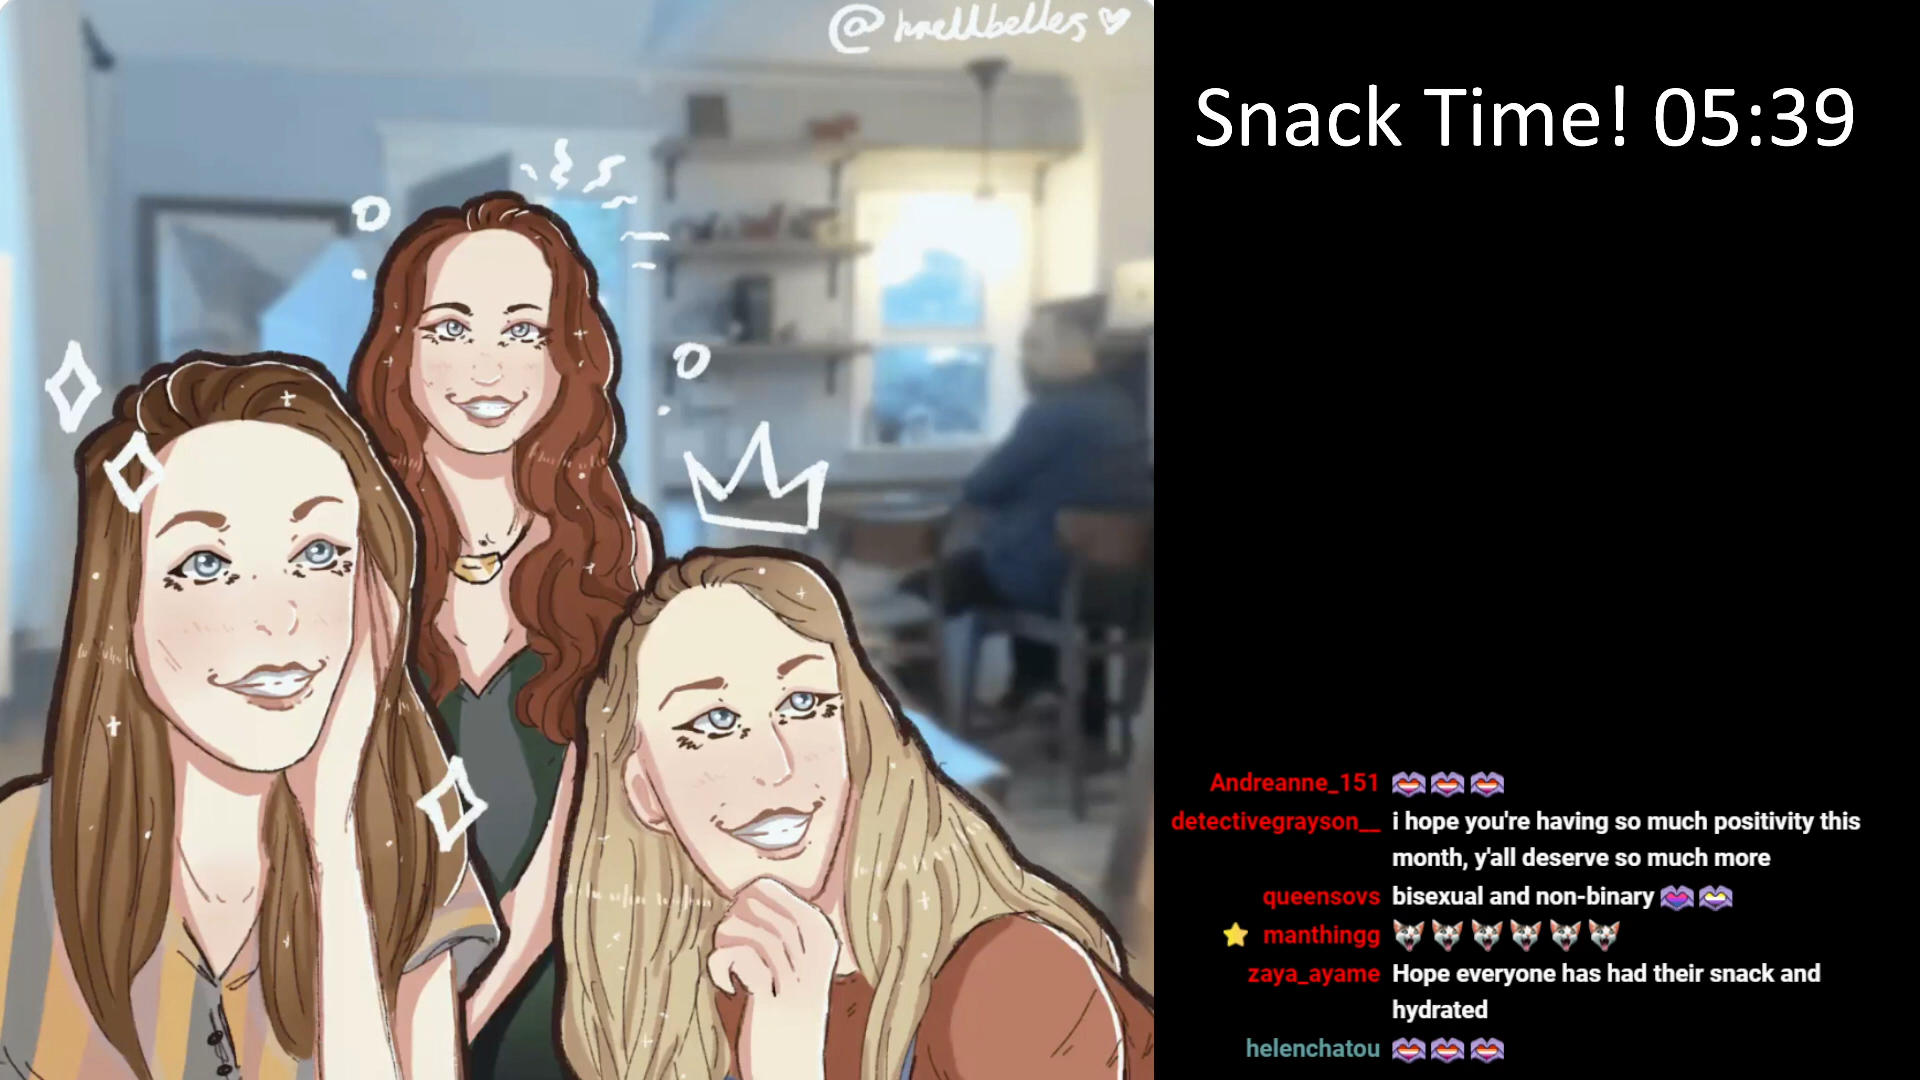 @knellbelles
Snack Time! 05:39
Andreanne_151
detectivegrayson__ i hope you're having so much positivity this
month, y'all deserve so much more
queensovs bisexual and non-binary
manthingg
zaya_ayame Hope everyone has had their snack and
hydrated
helenchatou